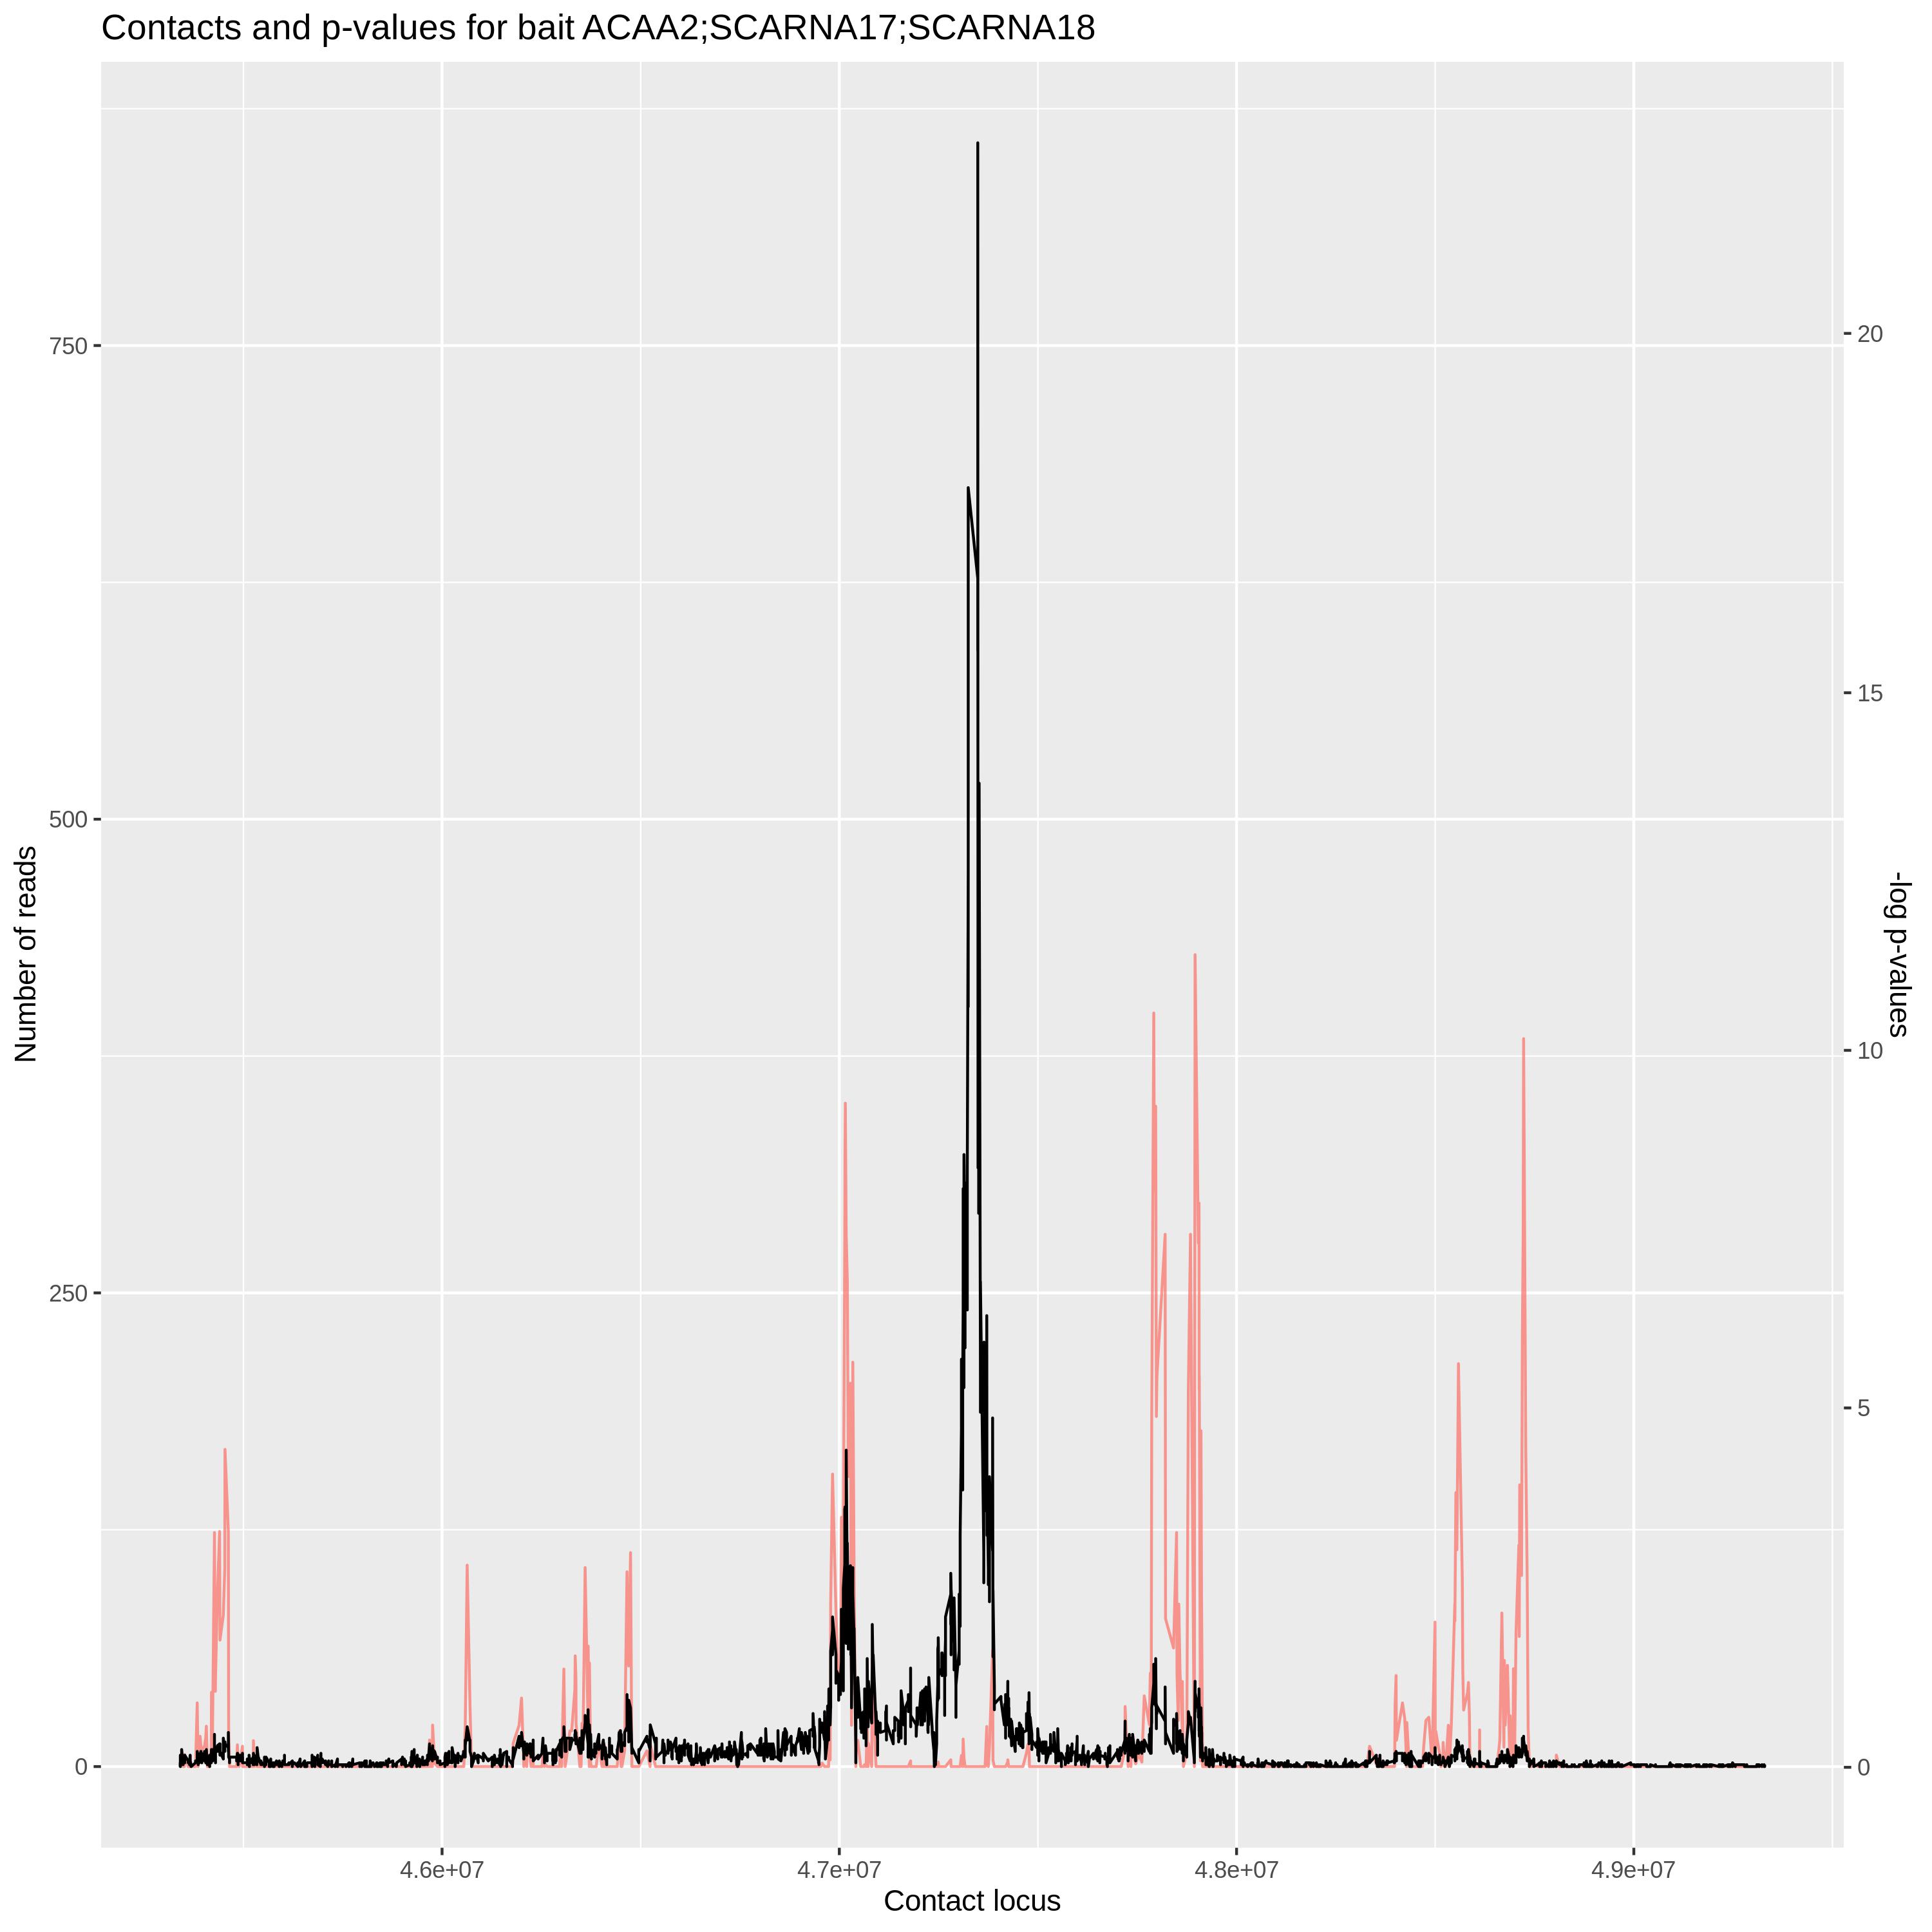 Contacts and p-values for bait ACAA2;SCARNA17;SCARNA18
750
500
250
0
Number of reads
20
15
10
5
0
-log p-values
4.6e+07
4.7e+07
4.8e+07
4.9e+07
Contact locus